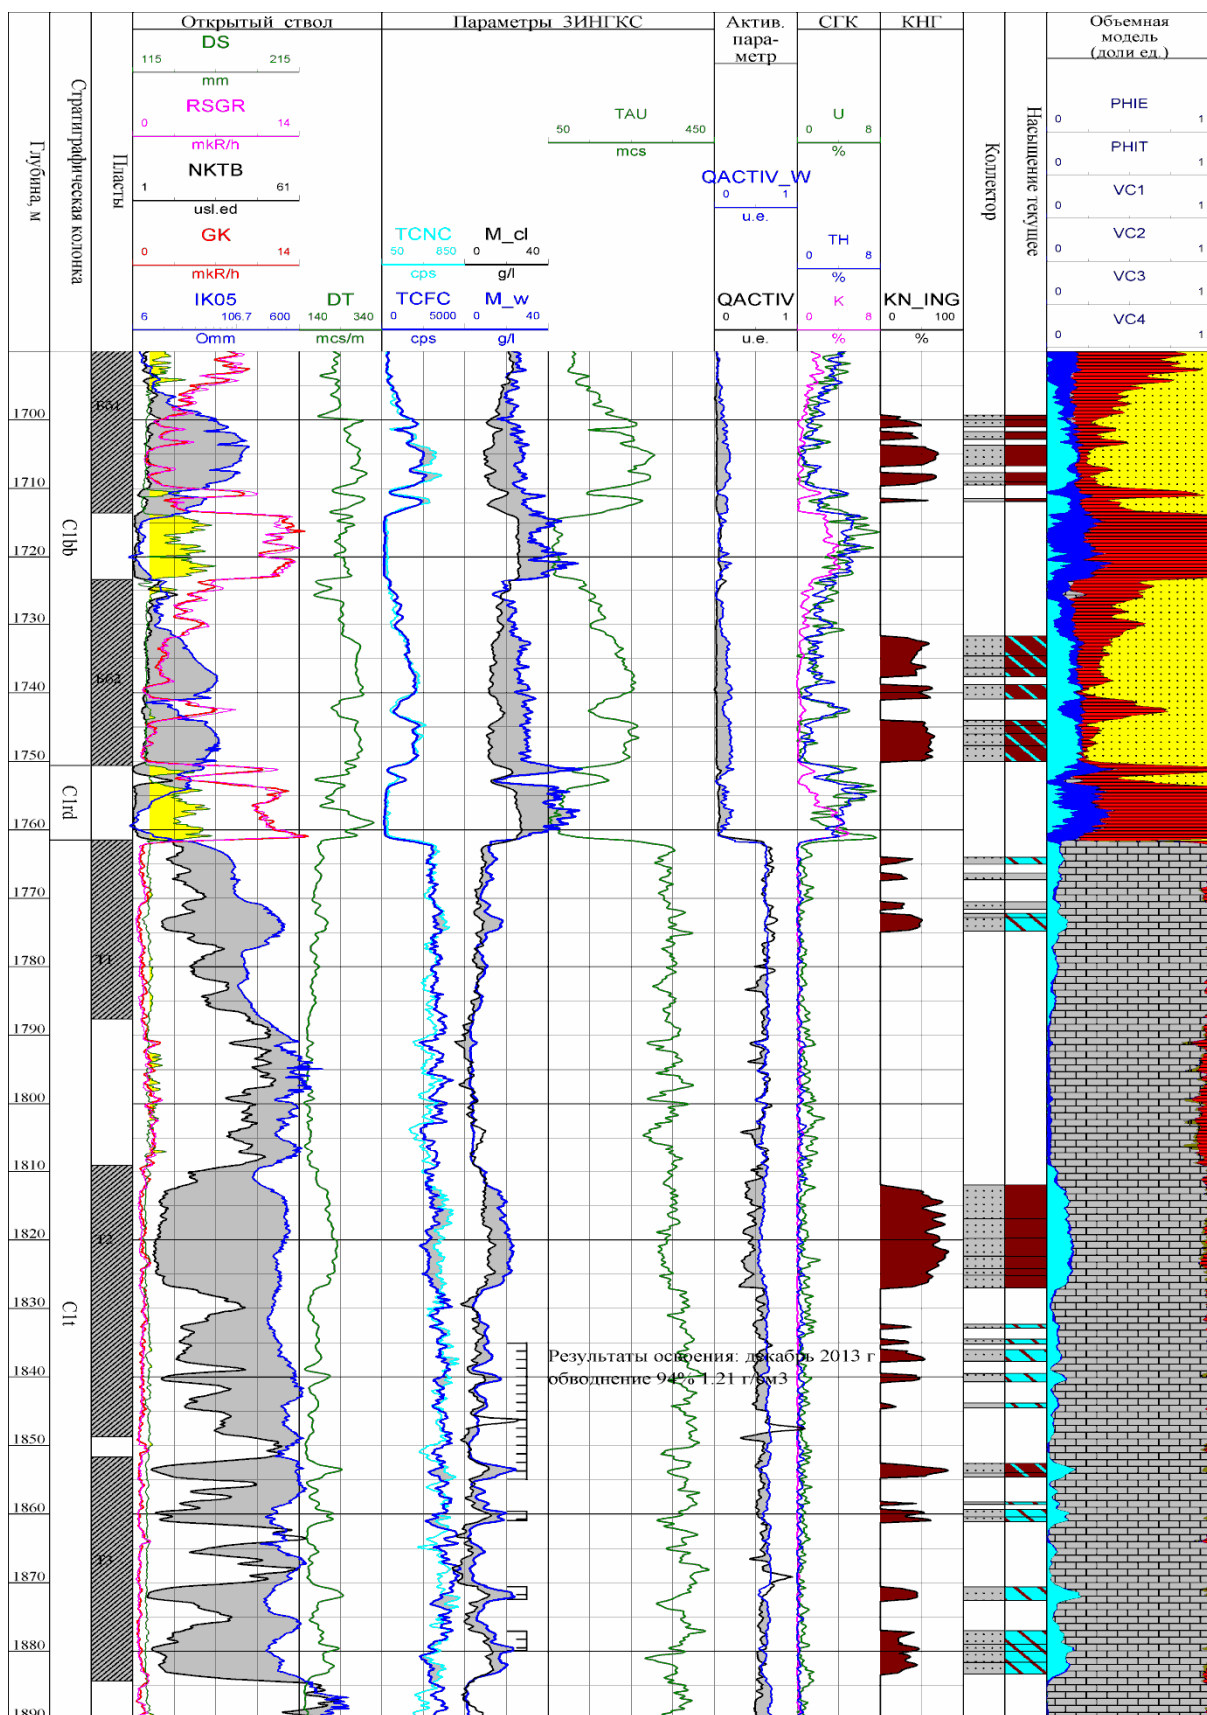 Открытый ствол
Параметры ЗИНГКС
Актив.
пара-
метр
СГК
КНГ
Объемная
модель
(доли ед.)
Глубина, м
Стратиграфическая колонка
Пласты
DS
115 215
mm
RSGR
0 14
mkR/h
NKTB
1 61
usl.ed
GK
0 14
mkR/h
IK05
6 106.7 600
Omm
DT
140 340
mcs/m
TCNC
50 850
cps
TCFC
0 5000
cps
M_cl
0 40
g/l
M_w
0 40
g/l
TAU
50 450
mcs
QACTIV_W
0 1
u.e.
QACTIV
0 1
u.e.
U
0 8
%
TH
0 8
%
K
0 8
%
KN_ING
0 100
%
Коллектор
Насыщение текущее
PHIE
0 1
PHIT
0 1
VC1
0 1
VC2
0 1
VC3
0 1
VC4
0 1
1700
1710
1720
1730
1740
1750
1760
1770
1780
1790
1800
1810
1820
1830
1840
1850
1860
1870
1880
1890
C1bb
C1rd
C1t
Бб1
Бб2
Т1
Т2
Т3
Результаты освоения: декабрь 2013 г
обводнение 94% 1.21 г/см3